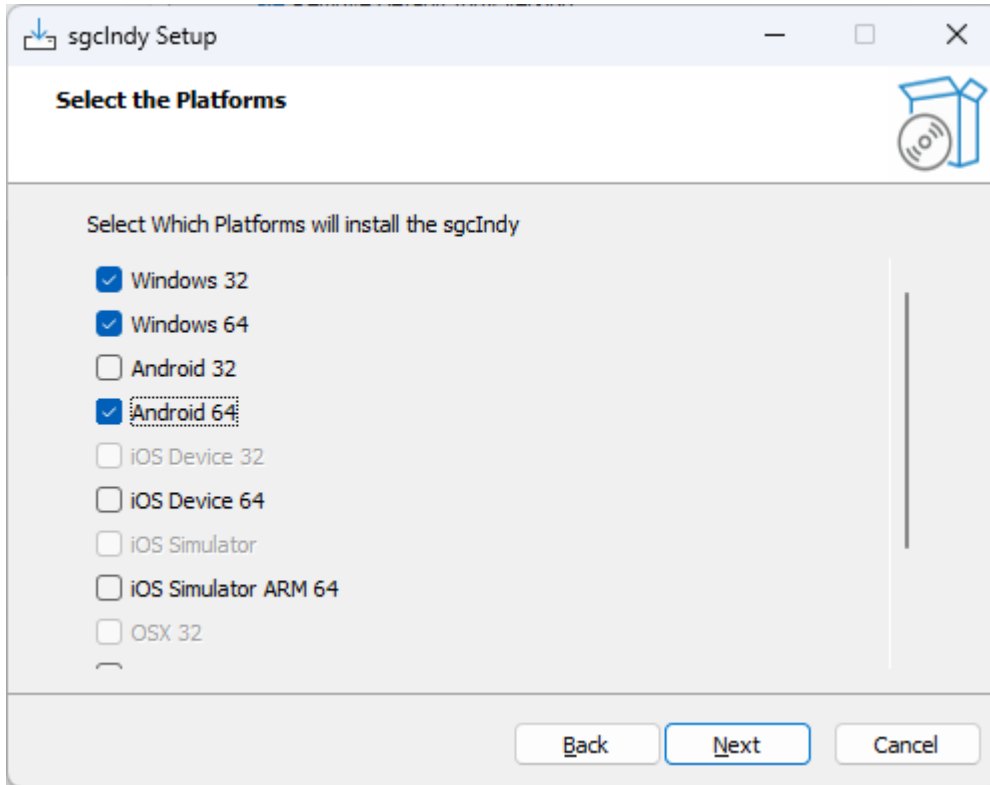 sgcIndy Setup
Select the Platforms
Select Which Platforms will install the sgcIndy
Windows 32
Windows 64
Android 32
Android 64
iOS Device 32
iOS Device 64
iOS Simulator
iOS Simulator ARM 64
OSX 32
Back
Next
Cancel